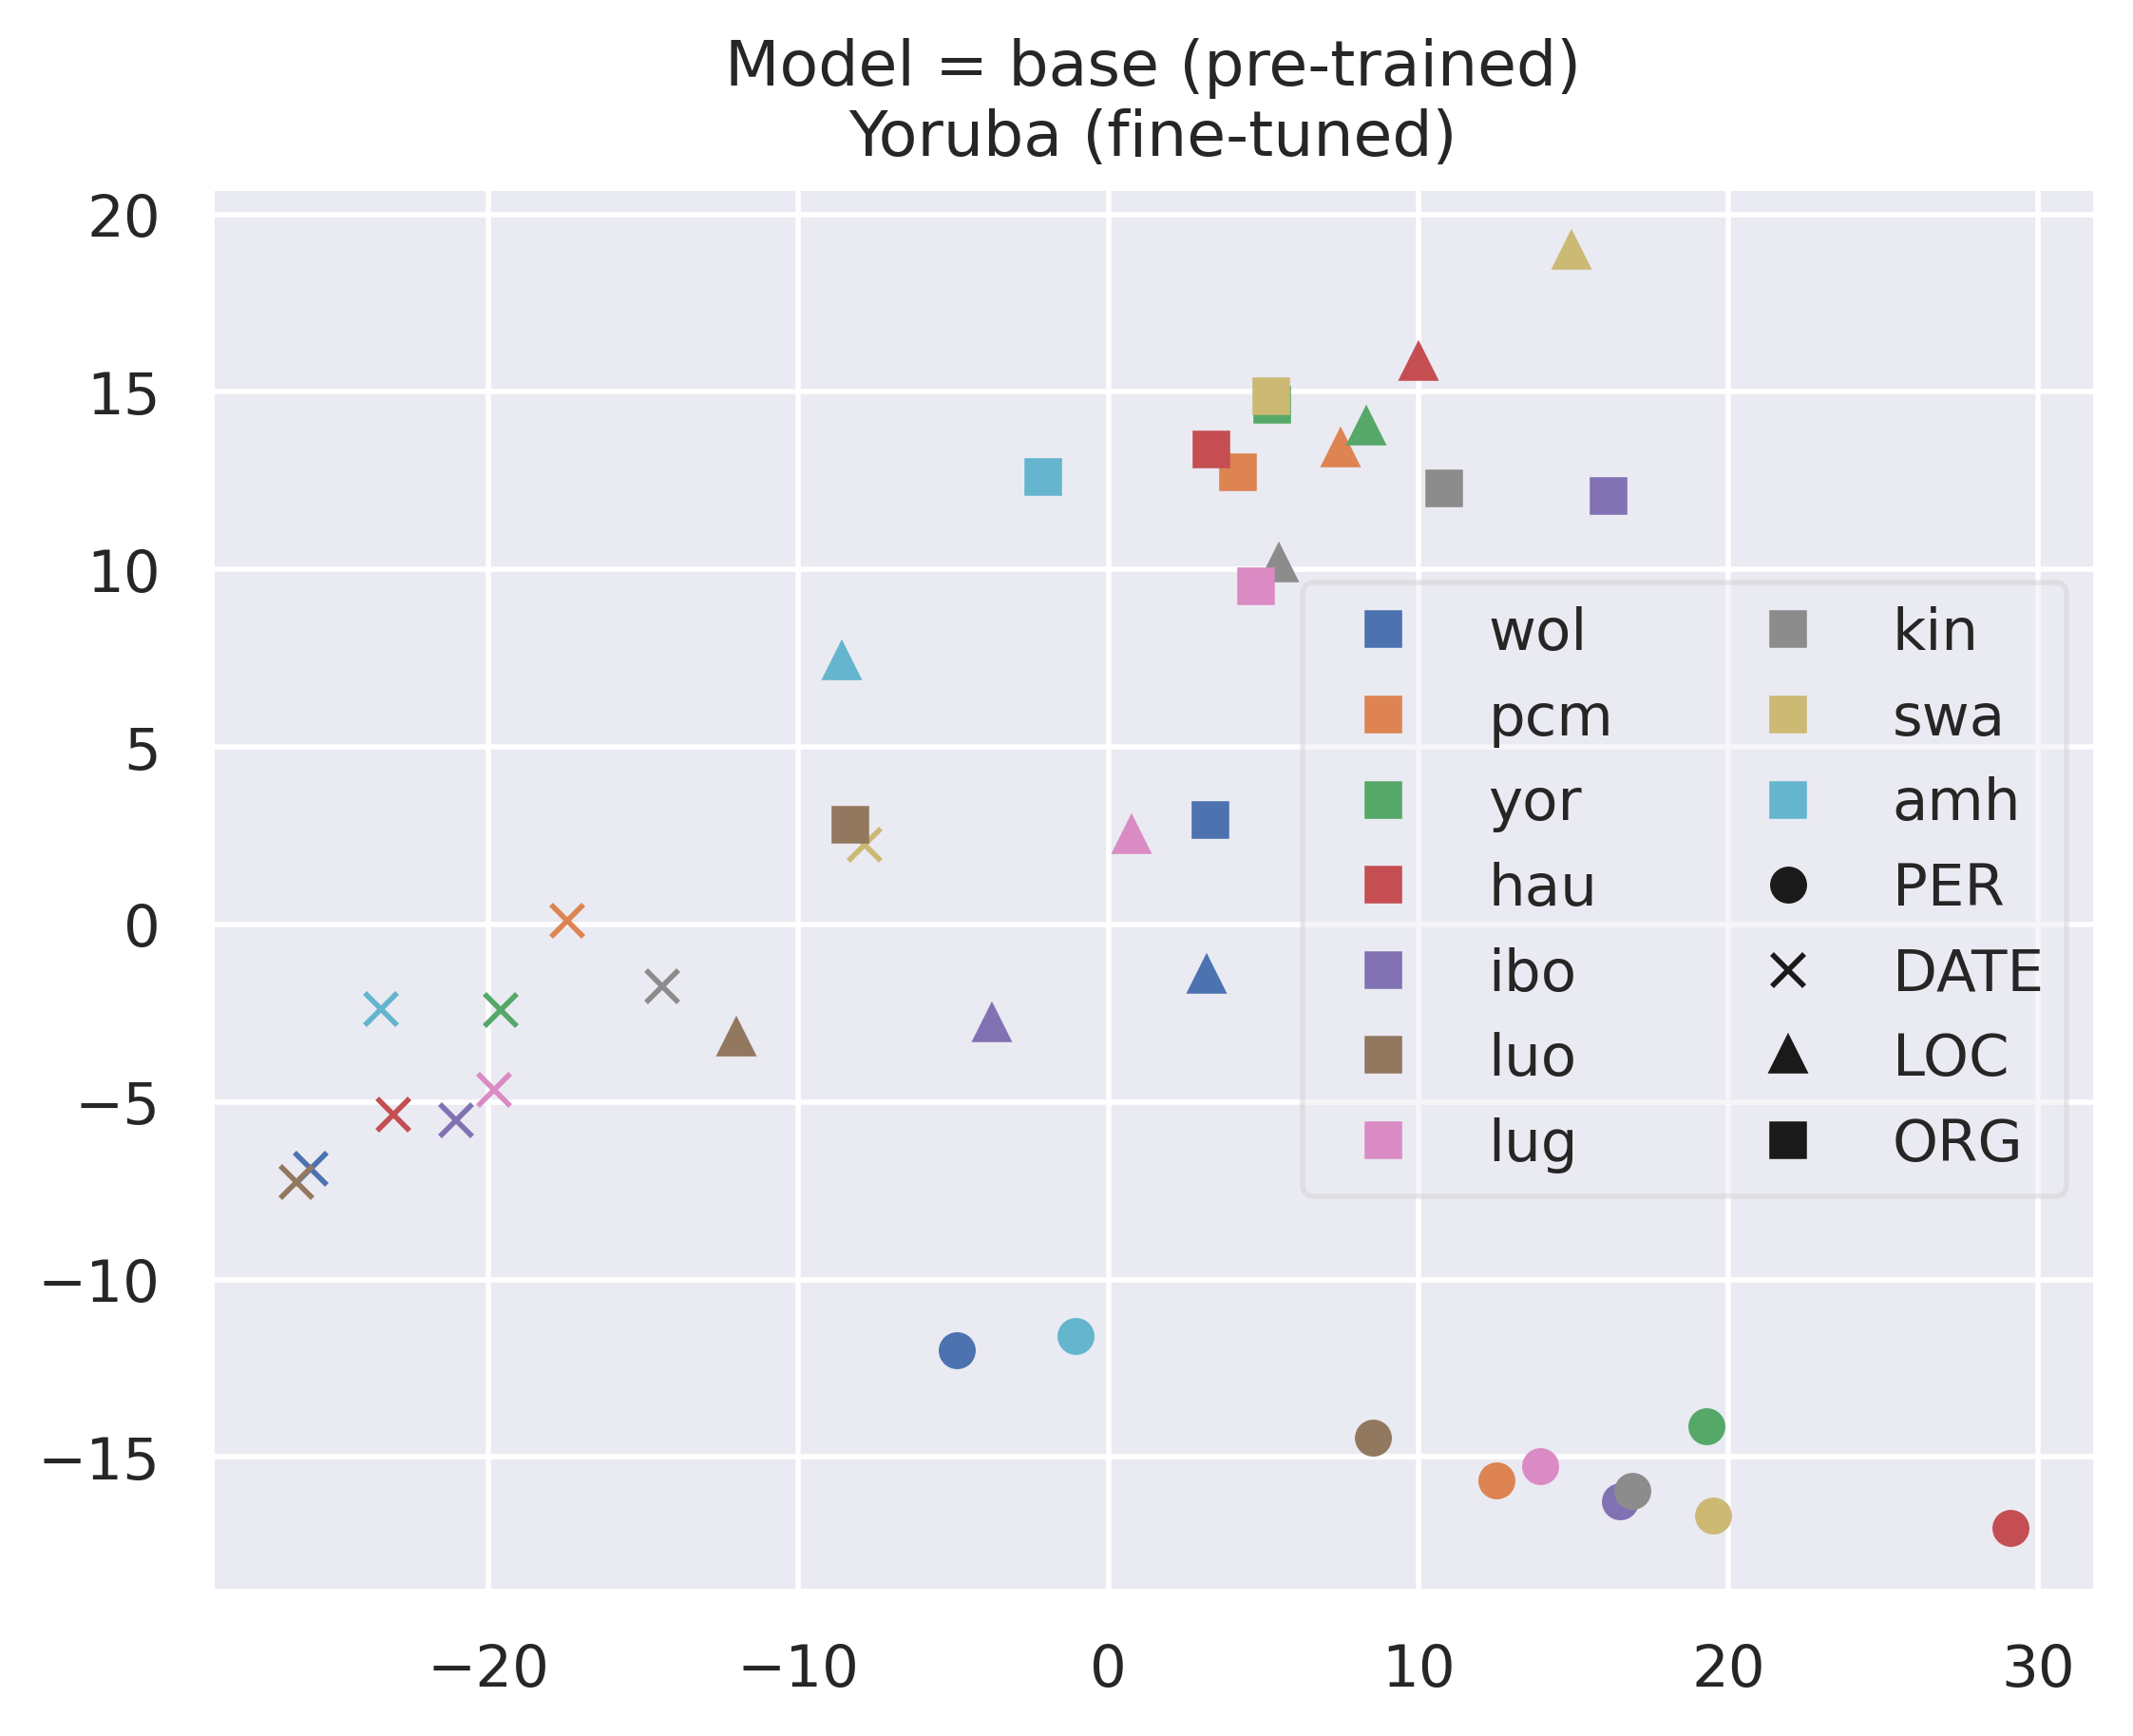 Model = base (pre-trained)
Yoruba (fine-tuned)
20
15
10
5
0
−5
−10
−15
−20
−10
0
10
20
30
wol
pcm
yor
hau
ibo
luo
lug
kin
swa
amh
PER
DATE
LOC
ORG